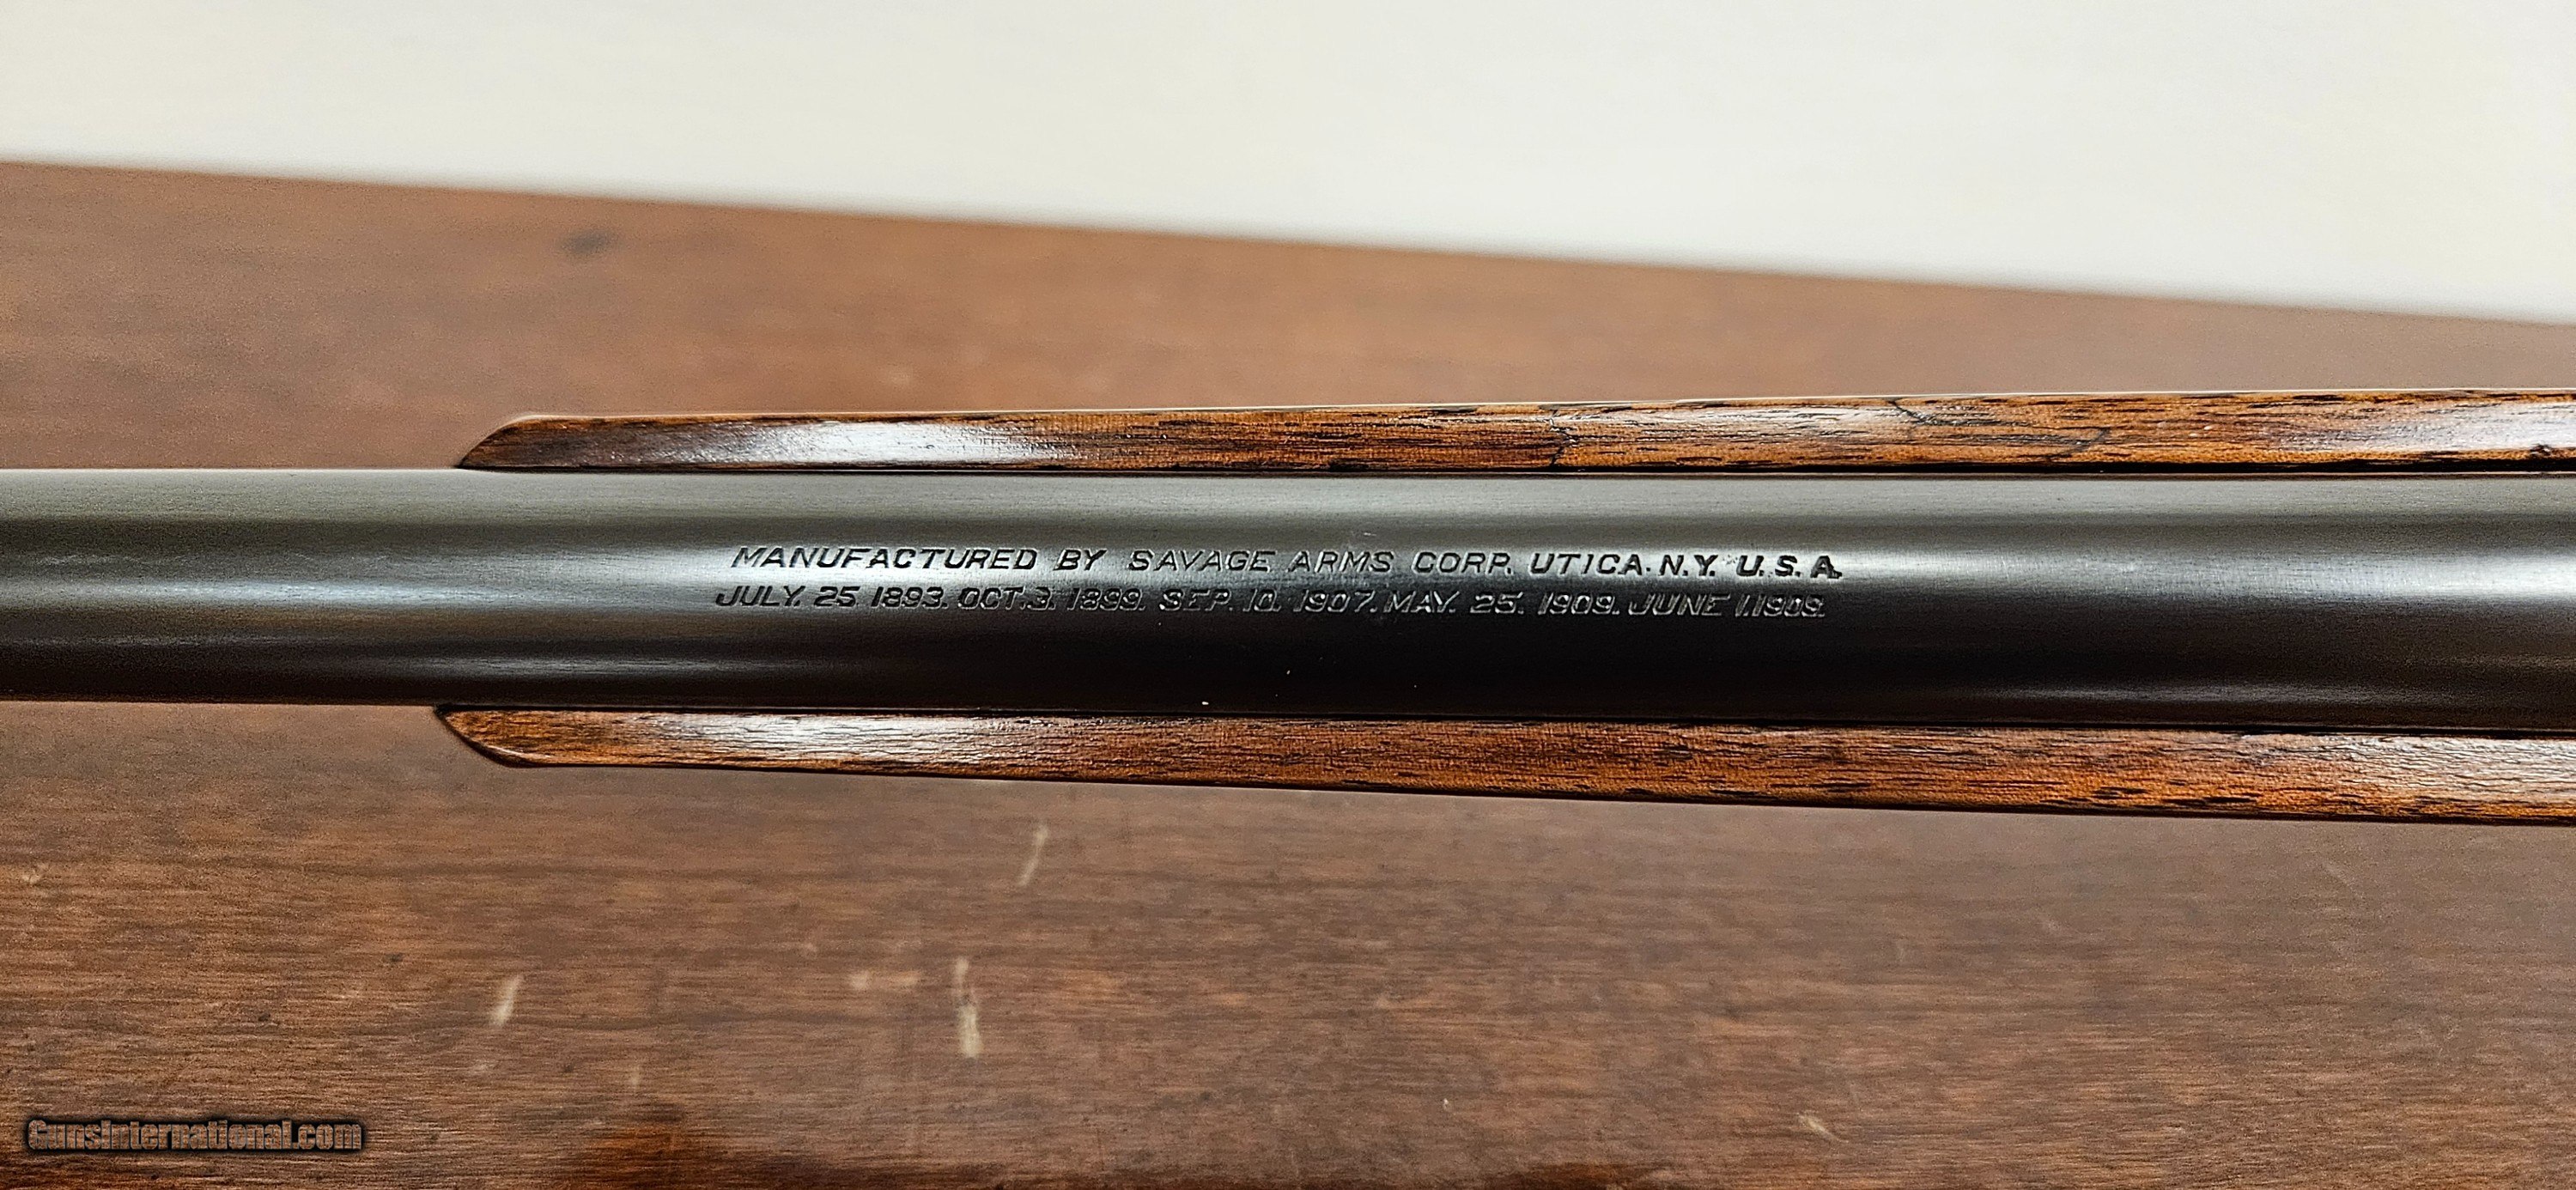 MANUFACTURED BY SAVAGE ARMS CORP. UTICA. N.Y. U.S.A.
JULY. 25 1893. OCT. 3. 1899. SEP. 10. 1907. MAY. 25. 1909. JUNE 1. 1909.
GunsInternational.com